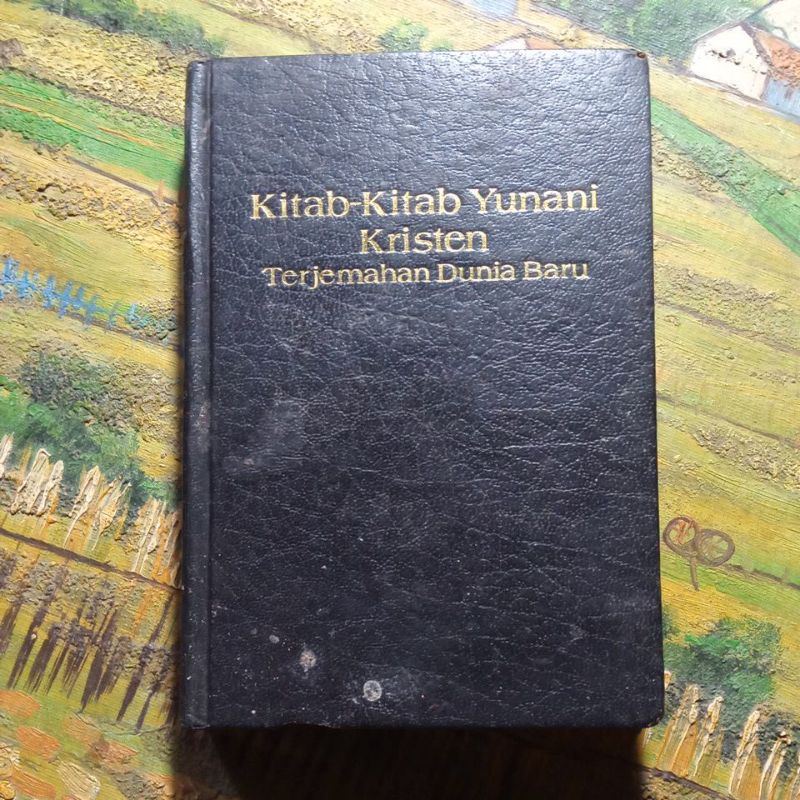 Kitab-Kitab Yunani
Kristen
Terjemahan Dunia Baru